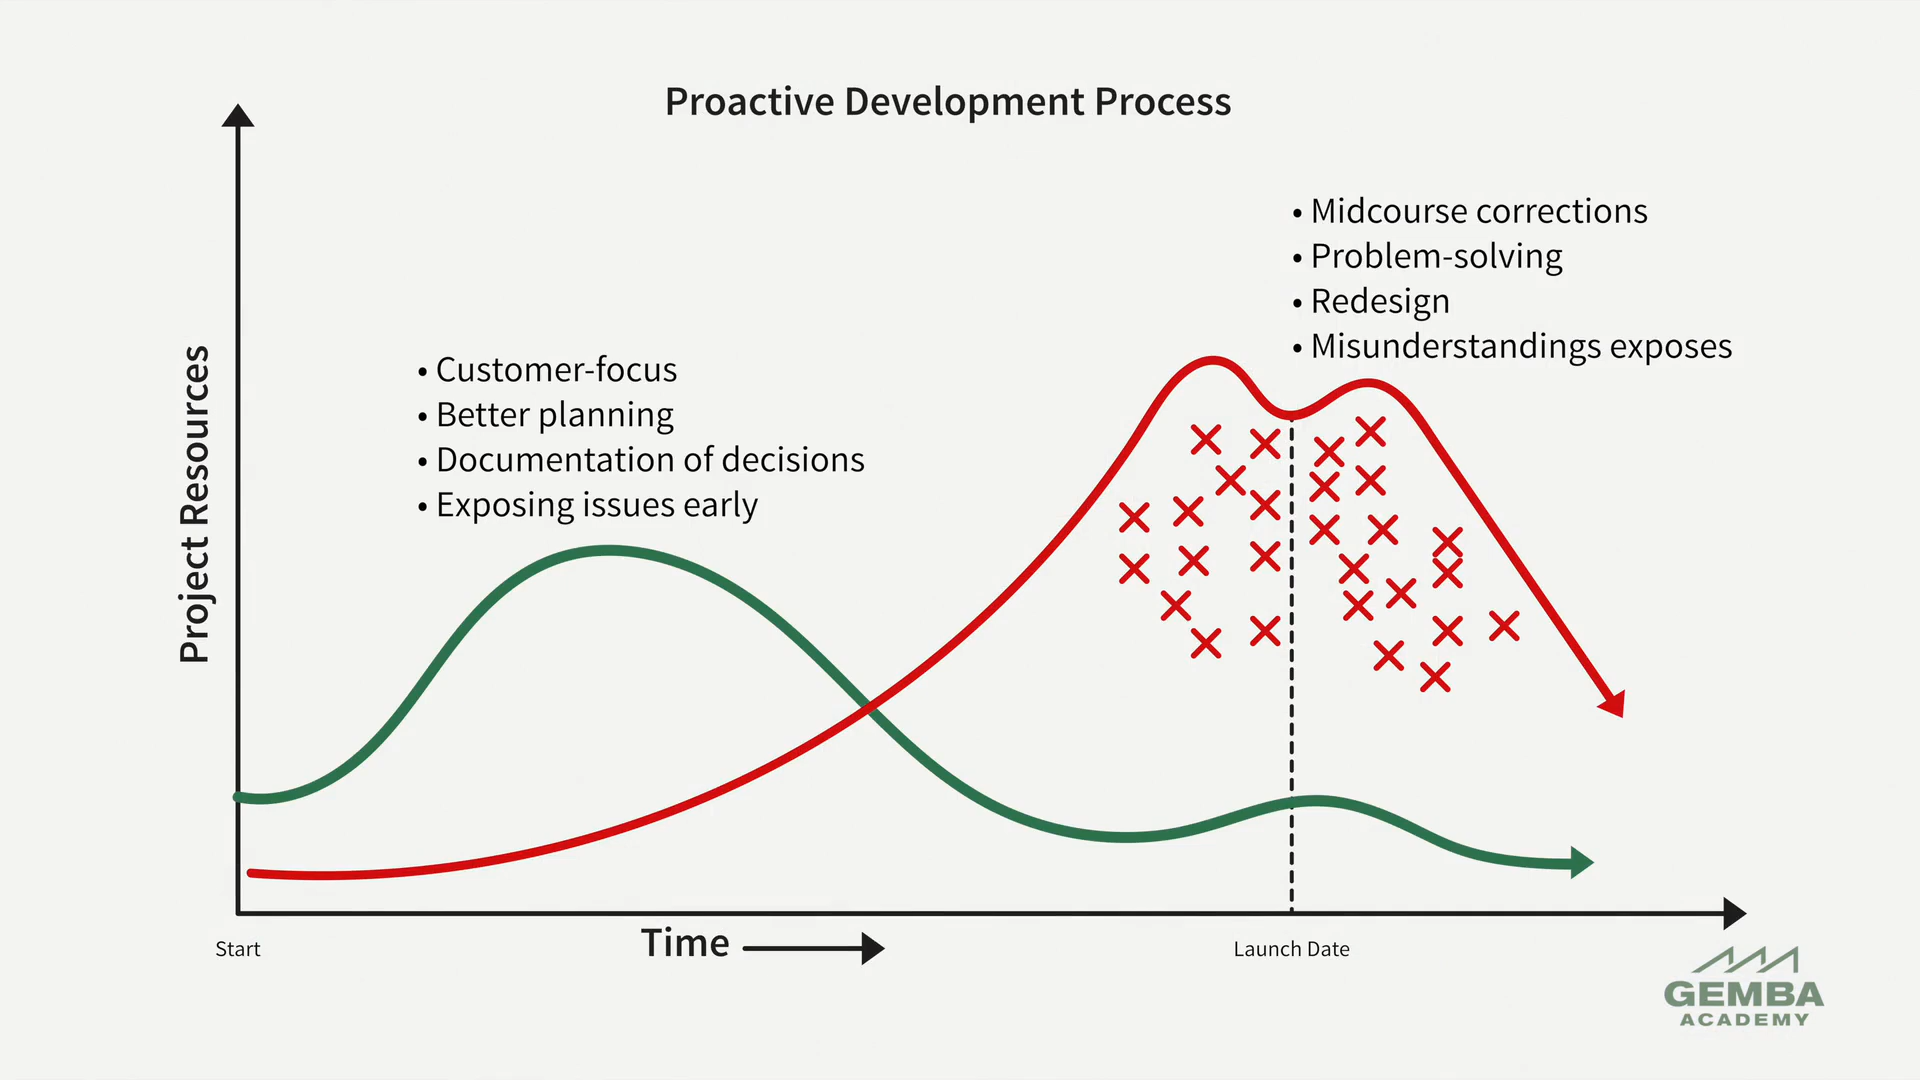 Proactive Development Process
• Midcourse corrections
• Problem-solving
• Redesign
• Misunderstandings exposes
• Customer-focus
• Better planning
• Documentation of decisions
• Exposing issues early
Project Resources
Start
Time
Launch Date
GEMBA
ACADEMY